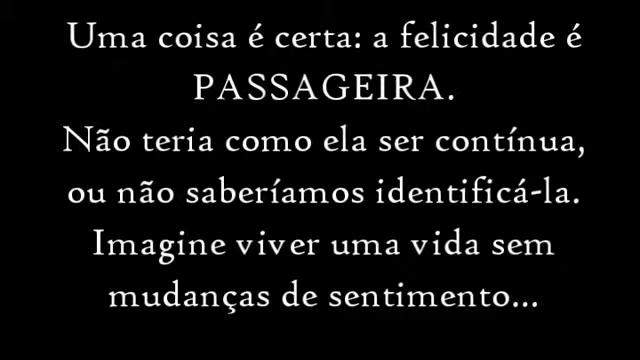 Uma coisa é certa: a felicidade é
PASSAGEIRA.
Não teria como ela ser contínua,
ou não saberíamos identificá-la.
Imagine viver uma vida sem
mudanças de sentimento...